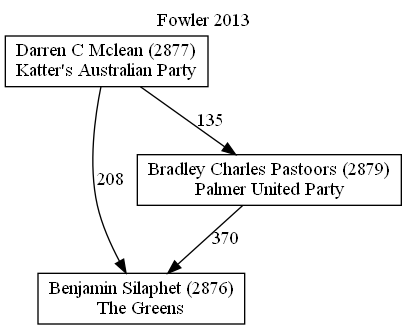 Fowler 2013
Darren C Mclean (2877)
Katter's Australian Party
135
Bradley Charles Pastoors (2879)
Palmer United Party
208
370
Benjamin Silaphet (2876)
The Greens